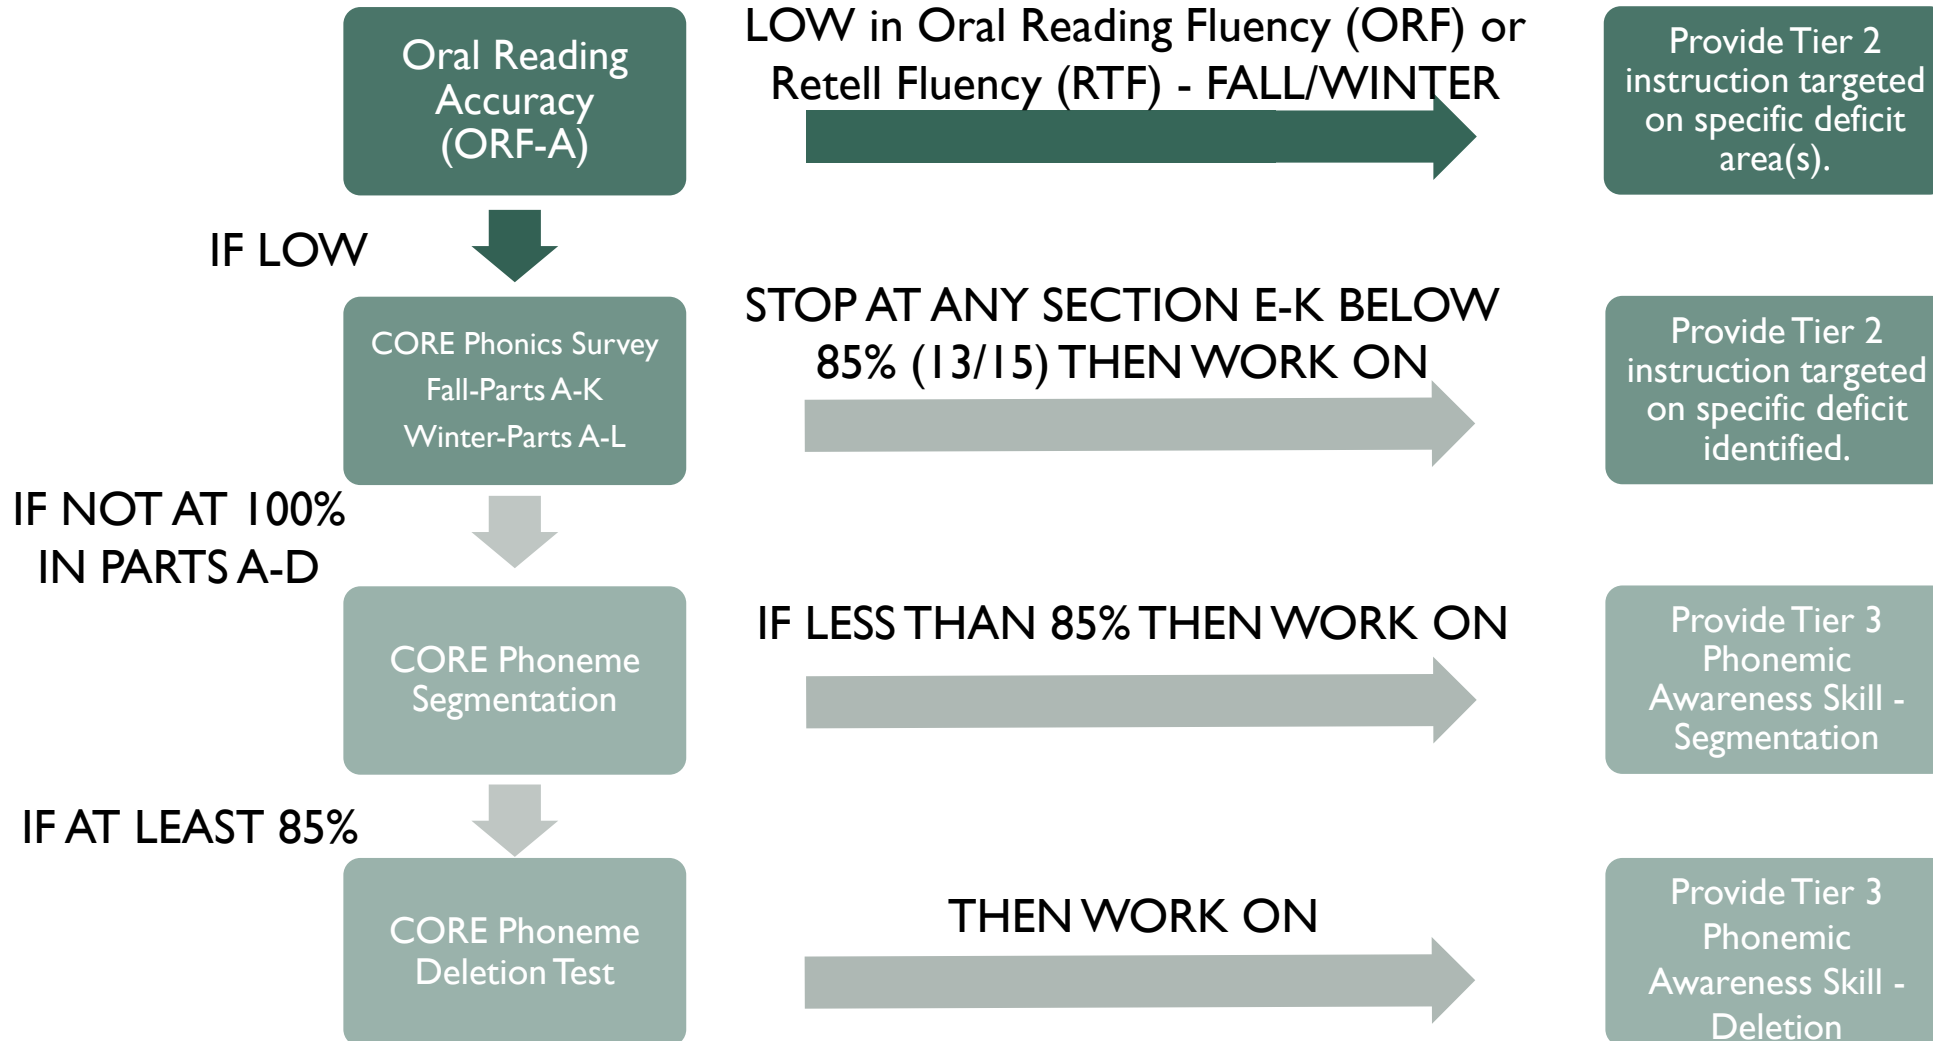 Oral Reading
Accuracy
(ORF-A)
LOW in Oral Reading Fluency (ORF) or
Retell Fluency (RTF) - FALL/WINTER
Provide Tier 2
instruction targeted
on specific deficit
area(s).
IF LOW
CORE Phonics Survey
Fall-Parts A-K
Winter-Parts A-L
STOP AT ANY SECTION E-K BELOW
85% (13/15) THEN WORK ON
Provide Tier 2
instruction targeted
on specific deficit
identified.
IF NOT AT 100%
IN PARTS A-D
CORE Phoneme
Segmentation
IF LESS THAN 85% THEN WORK ON
Provide Tier 3
Phonemic
Awareness Skill -
Segmentation
IF AT LEAST 85%
CORE Phoneme
Deletion Test
THEN WORK ON
Provide Tier 3
Phonemic
Awareness Skill -
Deletion